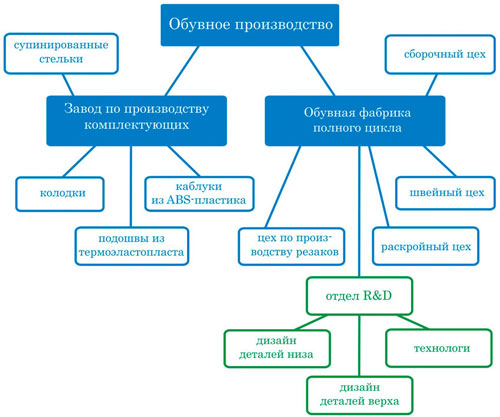 Обувное производство
супинированные
стельки
сборочный цех
Завод по производству
комплектующих
Обувная фабрика
полного цикла
колодки
каблуки
из ABS-пластика
швейный цех
подошвы из
термоэластопласта
цех по произ-
водству резаков
раскройный цех
отдел R&D
дизайн
деталей низа
технологи
дизайн
деталей верха